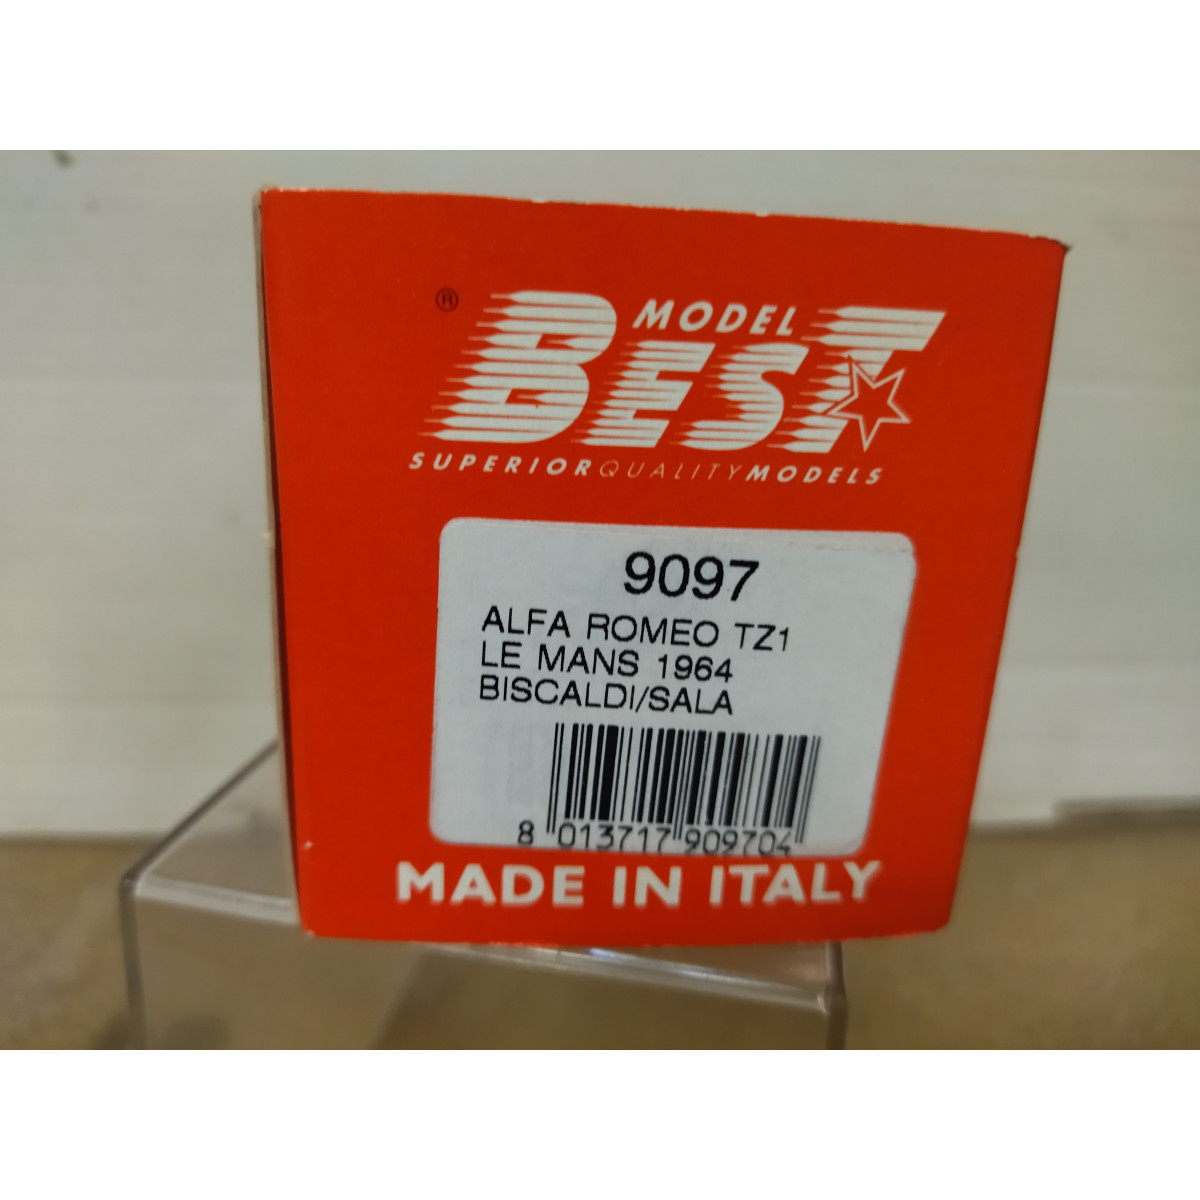 ®
MODEL
BEST
SUPERIORQUALITYMODELS
9097
ALFA ROMEO TZ1
LE MANS 1964
BISCALDI/SALA
8 013717 909704
MADE IN ITALY